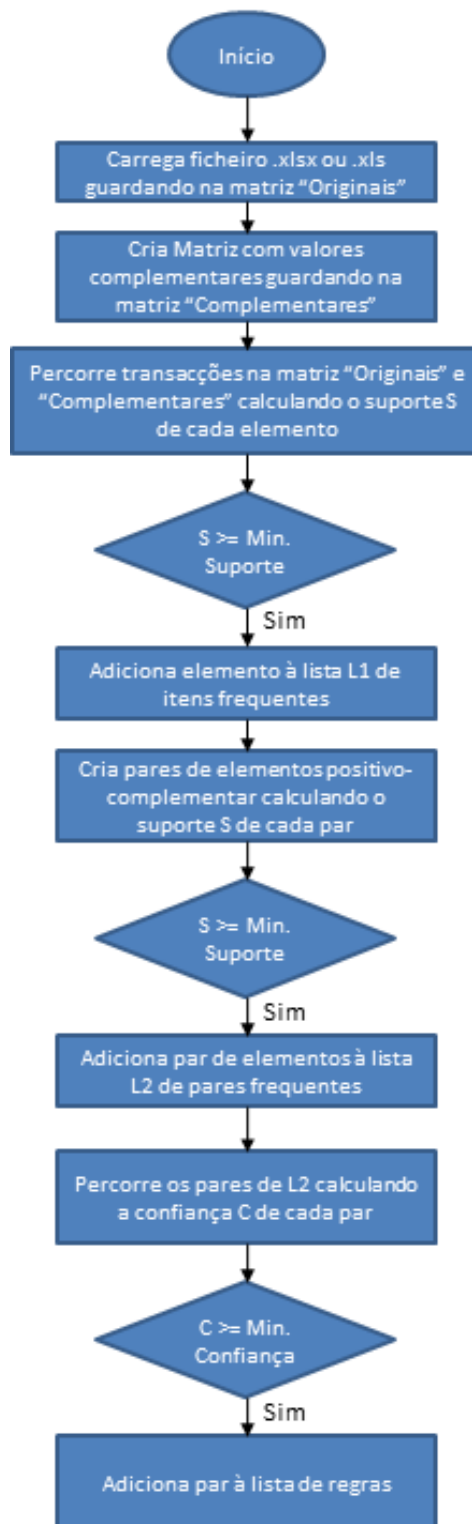 Início
Carrega ficheiro .xlsx ou .xls
guardando na matriz “Originais”
Cria Matriz com valores
complementares guardando na
matriz “Complementares”
Percorre transacções na matriz “Originais” e
“Complementares” calculando o suporte S
de cada elemento
S >= Min.
Suporte
Sim
Adiciona elemento à lista L1 de
itens frequentes
Cria pares de elementos positivo-
complementar calculando o
suporte S de cada par
S >= Min.
Suporte
Sim
Adiciona par de elementos à lista
L2 de pares frequentes
Percorre os pares de L2 calculando
a confiança C de cada par
C >= Min.
Confiança
Sim
Adiciona par à lista de regras